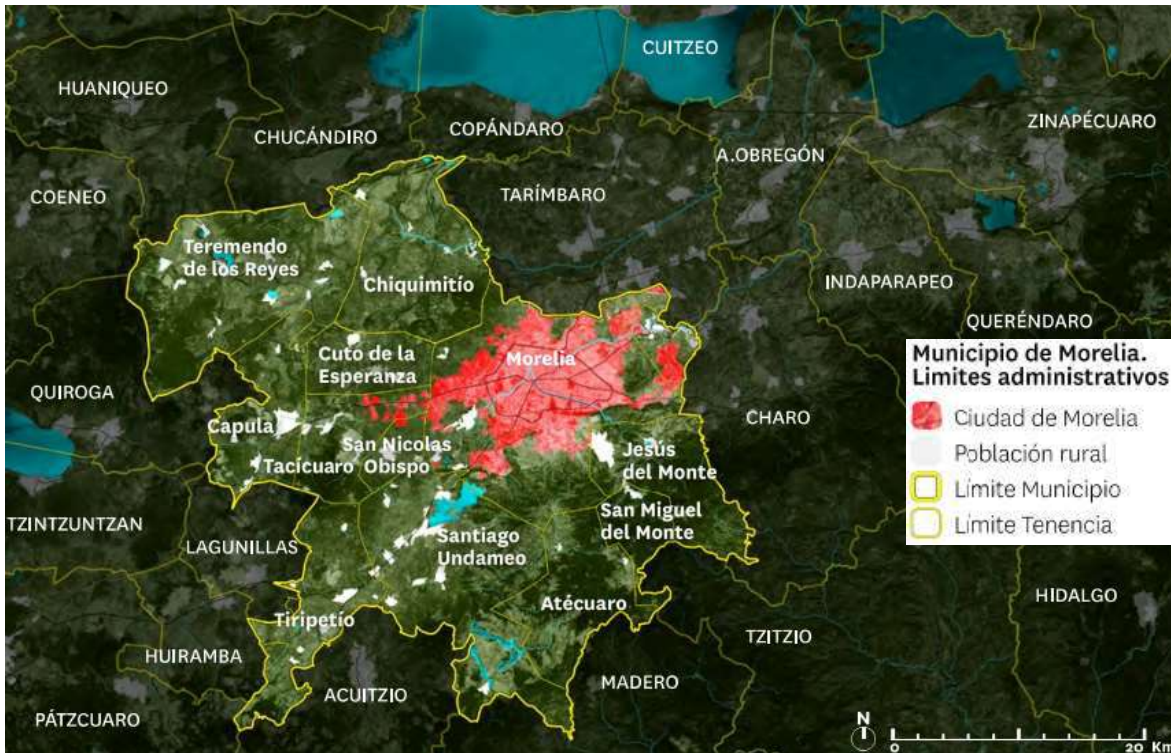 CUITZEO
HUANIQUEO
ZINAPÉCUARO
COPÁNDARO
CHUCÁNDIRO
A.OBREGÓN
COENEO
TARÍMBARO
Teremendo
de los Reyes
Chiquimitío
INDAPARAPEO
QUERÉNDARO
Municipio de Morelia.
Limites administrativos
Ciudad de Morelia
Población rural
Límite Municipio
Límite Tenencia
Cuto de la
Esperanza
Morelia
QUIROGA
CHARO
Capula
San Nicolas
Obispo
Tacícuaro
Jesús
del Monte
San Miguel
del Monte
TZINTZUNTZAN
LAGUNILLAS
Santiago
Undameo
Atécuaro
HIDALGO
Tiripetío
TZITZIO
HUIRAMBA
MADERO
ACUITZIO
PÁTZCUARO
N
0
20 Km